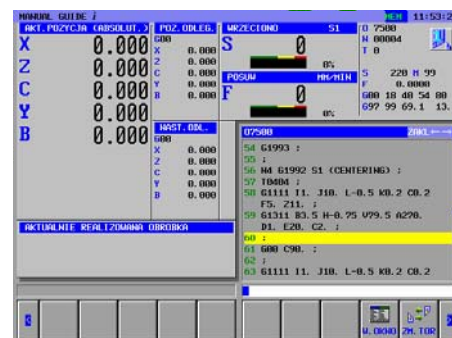 MANUAL GUIDE i MEM 11:53:2
AKT.POZYCJA (ABSOLUT.)
X 0.000
Z 0.000
C 0.000
Y 0.000
B 0.000
POZ. ODLEG.
G00
X 0.000
Z 0.000
C 0.000
Y 0.000
B 0.000
NAST. ODL.
G00
X 0.000
Z 0.000
C 0.000
Y 0.000
B 0.000
WRZECIONO S1
S 0
0%
POSUW MM/MIN
F 0
0%
O 7500
N 00004
T 0
S 220 M 99
F 0.0000
G00 18 40 54 80
G97 99 69.1 13.
AKTUALNIE REALIZOWANA OBROBKA
O7500 ZAKL←→
54 G1993 ;
55 ;
56 N4 G1992 S1 (CENTERING) ;
57 T0404 ;
58 G1111 I1. J10. L-0.5 K0.2 C0.2
F5. Z11. ;
59 G1311 B3.5 H-0.75 V79.5 A270.
D1. E20. C2. ;
60 ;
61 G00 C90. ;
62 ;
63 G1111 I1. J10. L-0.5 K0.2 C0.2
W. OKNO ZM. TOR